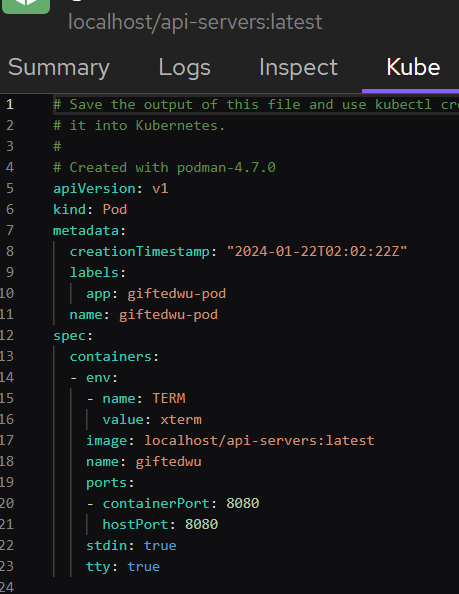 localhost/api-servers:latest
Summary Logs Inspect Kube
1 # Save the output of this file and use kubectl
2 # it into Kubernetes.
3 #
4 # Created with podman-4.7.0
5 apiVersion: v1
6 kind: Pod
7 metadata:
8   creationTimestamp: "2024-01-22T02:02:22Z"
9   labels:
10     app: giftedwu-pod
11   name: giftedwu-pod
12 spec:
13   containers:
14   - env:
15     - name: TERM
16       value: xterm
17     image: localhost/api-servers:latest
18     name: giftedwu
19     ports:
20     - containerPort: 8080
21       hostPort: 8080
22     stdin: true
23     tty: true
24